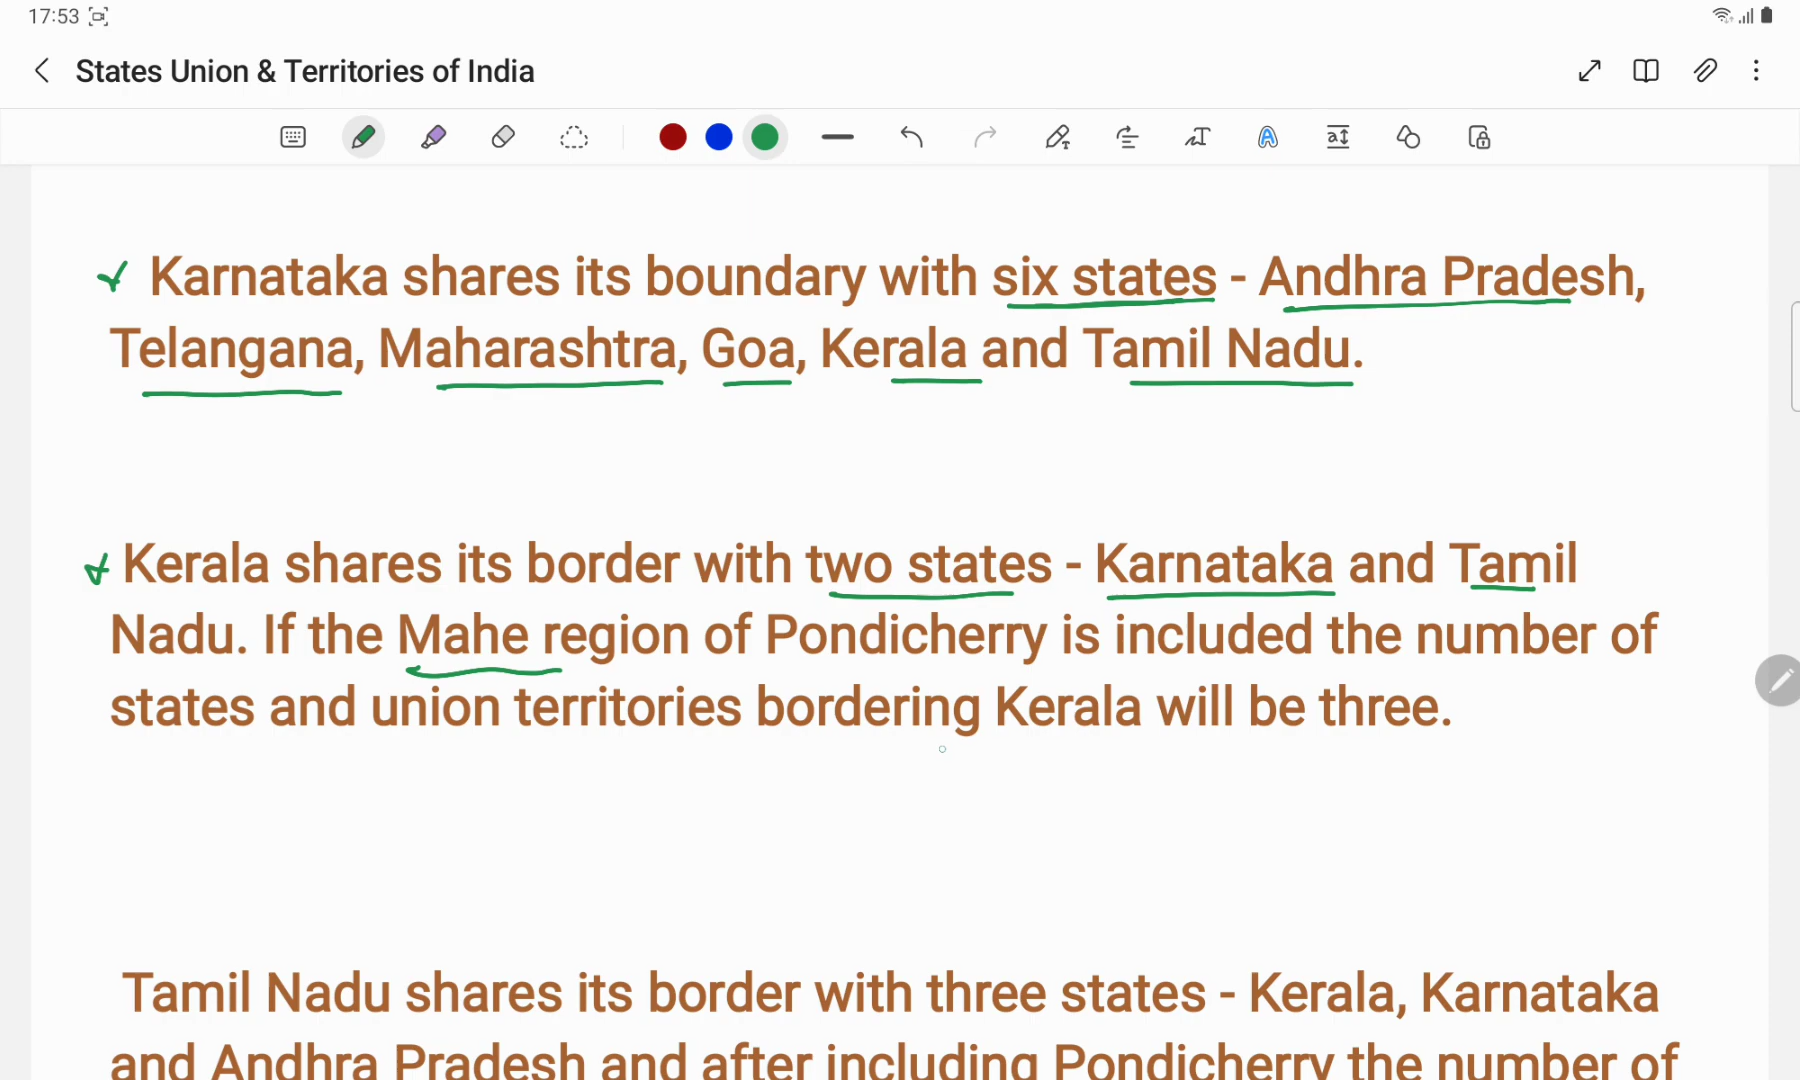 17:53
States Union & Territories of India
Karnataka shares its boundary with six states - Andhra Pradesh,
Telangana, Maharashtra, Goa, Kerala and Tamil Nadu.
Kerala shares its border with two states - Karnataka and Tamil
Nadu. If the Mahe region of Pondicherry is included the number of
states and union territories bordering Kerala will be three.
Tamil Nadu shares its border with three states - Kerala, Karnataka
and Andhra Pradesh and after including Pondicherry the number of